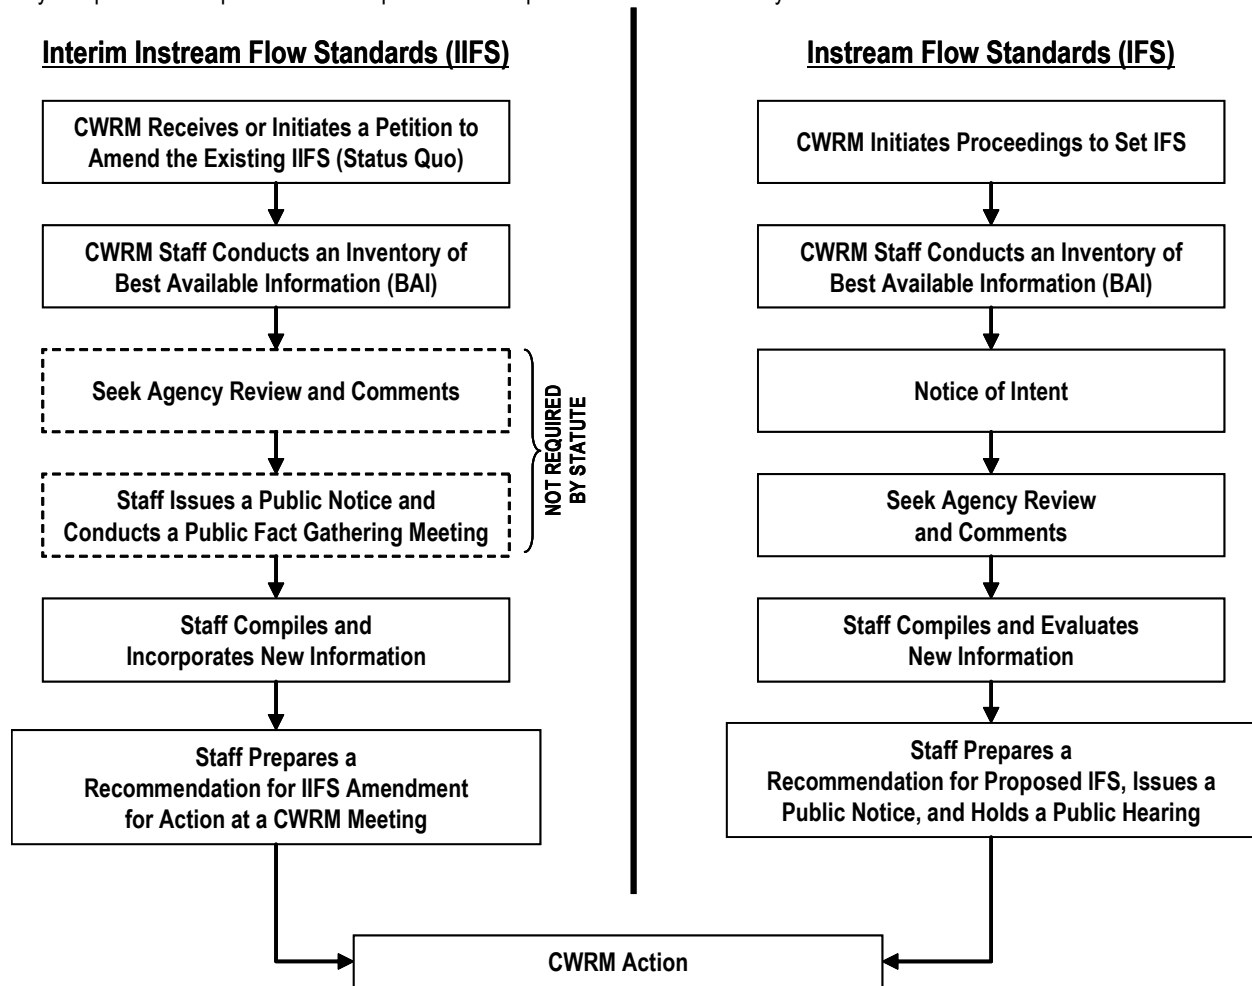 Interim Instream Flow Standards (IIFS)
CWRM Receives or Initiates a Petition to
Amend the Existing IIFS (Status Quo)
CWRM Staff Conducts an Inventory of
Best Available Information (BAI)
Seek Agency Review and Comments
Staff Issues a Public Notice and
Conducts a Public Fact Gathering Meeting
NOT REQUIRED
BY STATUTE
Staff Compiles and
Incorporates New Information
Staff Prepares a
Recommendation for IIFS Amendment
for Action at a CWRM Meeting
Instream Flow Standards (IFS)
CWRM Initiates Proceedings to Set IFS
CWRM Staff Conducts an Inventory of
Best Available Information (BAI)
Notice of Intent
Seek Agency Review
and Comments
Staff Compiles and Evaluates
New Information
Staff Prepares a
Recommendation for Proposed IFS, Issues a
Public Notice, and Holds a Public Hearing
CWRM Action